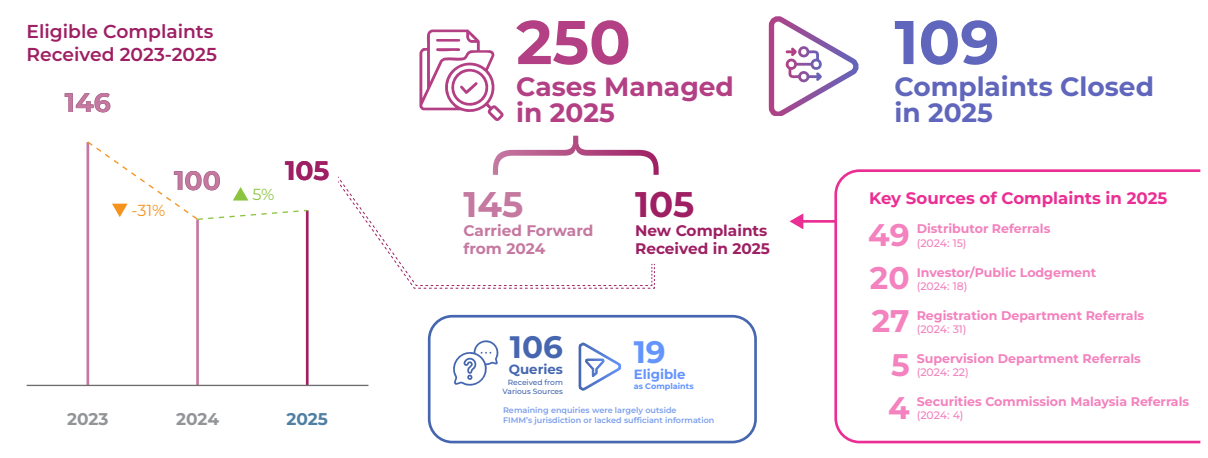 Eligible Complaints
Received 2023-2025
146
100
105
-31%
5%
2023
2024
2025
250
Cases Managed
in 2025
145
Carried Forward
from 2024
105
New Complaints
Received in 2025
109
Complaints Closed
in 2025
106
Queries
Received from
Various Sources
19
Eligible
as Complaints
Remaining enquiries were largely outside
FIMM's jurisdiction or lacked sufficient information
Key Sources of Complaints in 2025
49 Distributor Referrals
(2024: 15)
20 Investor/Public Lodgement
(2024: 18)
27 Registration Department Referrals
(2024: 31)
5 Supervision Department Referrals
(2024: 22)
4 Securities Commission Malaysia Referrals
(2024: 4)